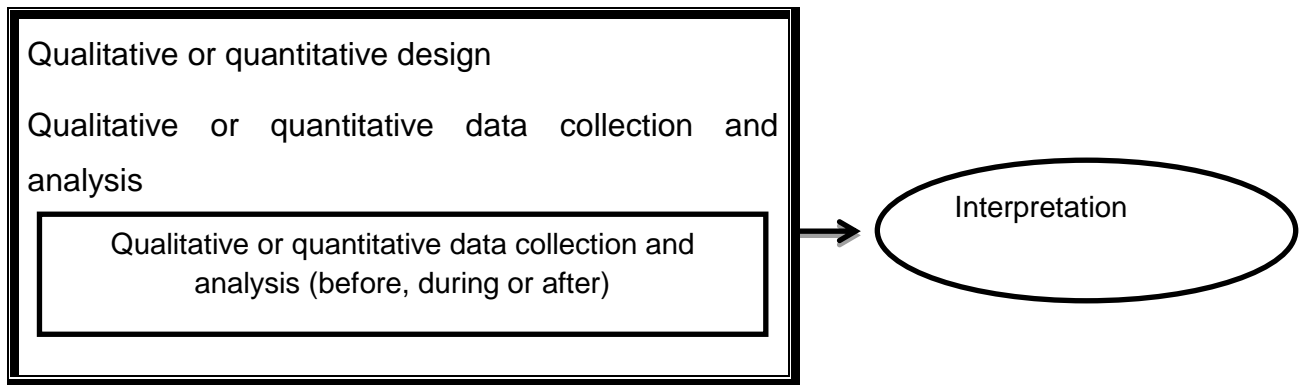 Qualitative or quantitative design
Qualitative or quantitative data collection and
analysis
Qualitative or quantitative data collection and
analysis (before, during or after)
Interpretation